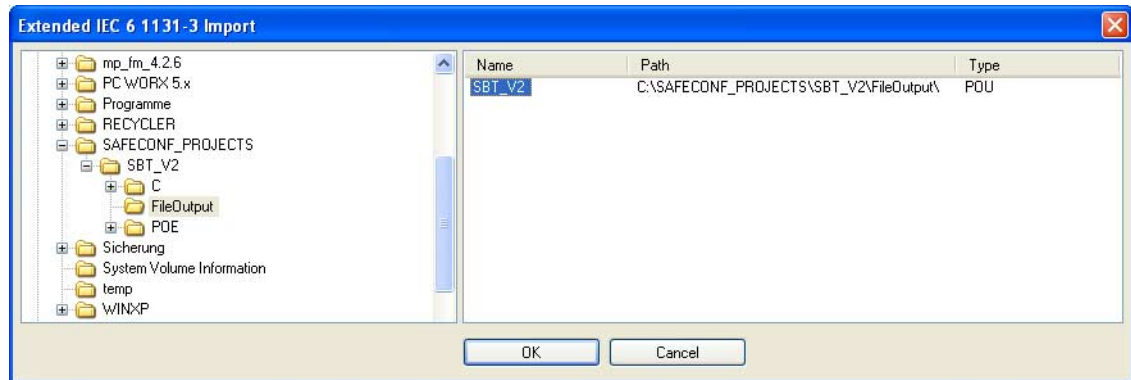 Extended IEC 6 1131-3 Import
mp_fm_4.2.6
PC WORX 5.x
Programme
RECYCLER
SAFECONF_PROJECTS
SBT_V2
C
FileOutput
POE
Sicherung
System Volume Information
temp
WINXP
Name Path Type
SBT_V2 C:\SAFECONF_PROJECTS\SBT_V2\FileOutput\ POU
OK Cancel